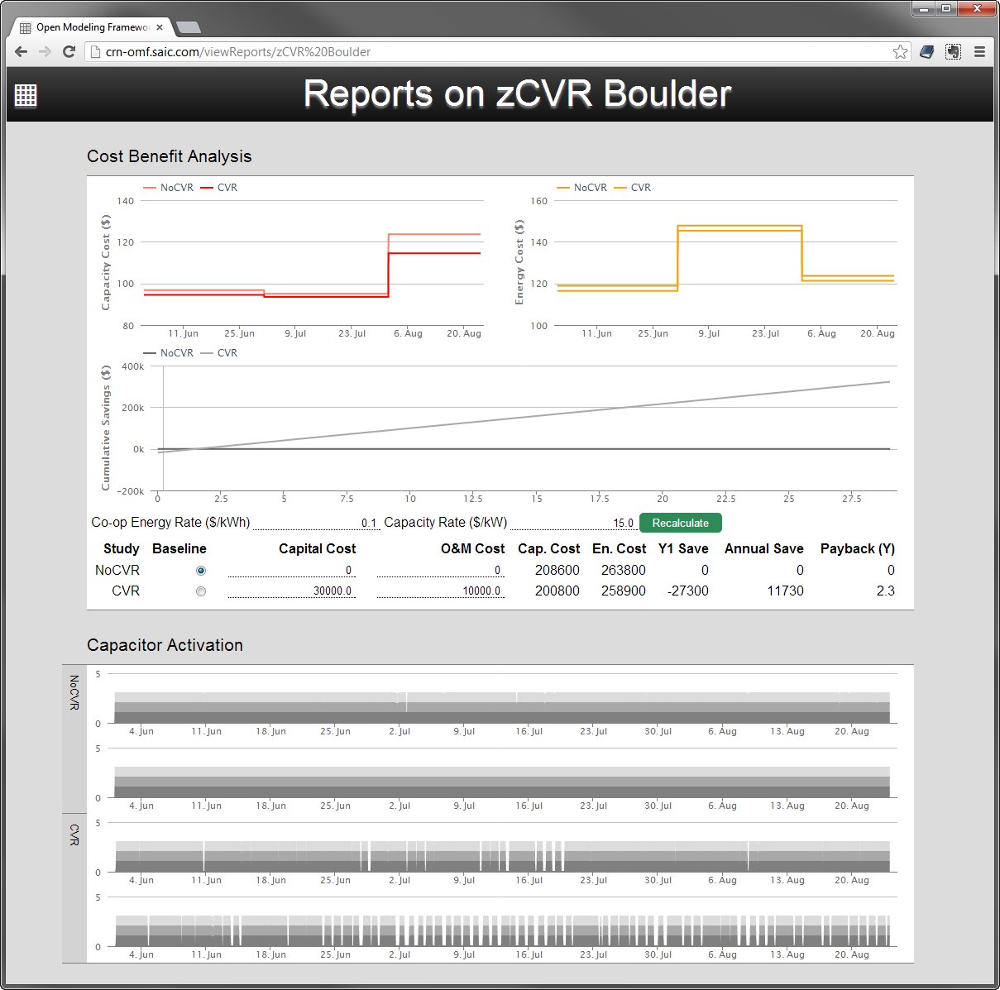 Open Modeling Framewo
crn-omf.saic.com/viewReports/zCVR%20Boulder
Reports on zCVR Boulder
Cost Benefit Analysis
NoCVR CVR
Capacity Cost ($)
140
120
100
80
11. Jun 25. Jun 9. Jul 23. Jul 6. Aug 20. Aug
NoCVR CVR
Energy Cost ($)
160
140
120
100
11. Jun 25. Jun 9. Jul 23. Jul 6. Aug 20. Aug
NoCVR CVR
Cumulative Savings ($)
400k
200k
0k
-200k
0 2.5 5 7.5 10 12.5 15 17.5 20 22.5 25 27.5
Co-op Energy Rate ($/kWh) 0.1 Capacity Rate ($/kW) 15.0 Recalculate
Study Baseline Capital Cost O&M Cost Cap. Cost En. Cost Y1 Save Annual Save Payback (Y)
NoCVR 0 0 208600 263800 0 0 0
CVR 30000.0 10000.0 200800 258900 -27300 11730 2.3
Capacitor Activation
NoCVR
5
0
4. Jun 11. Jun 18. Jun 25. Jun 2. Jul 9. Jul 16. Jul 23. Jul 30. Jul 6. Aug 13. Aug 20. Aug
5
0
4. Jun 11. Jun 18. Jun 25. Jun 2. Jul 9. Jul 16. Jul 23. Jul 30. Jul 6. Aug 13. Aug 20. Aug
CVR
5
0
4. Jun 11. Jun 18. Jun 25. Jun 2. Jul 9. Jul 16. Jul 23. Jul 30. Jul 6. Aug 13. Aug 20. Aug
5
0
4. Jun 11. Jun 18. Jun 25. Jun 2. Jul 9. Jul 16. Jul 23. Jul 30. Jul 6. Aug 13. Aug 20. Aug